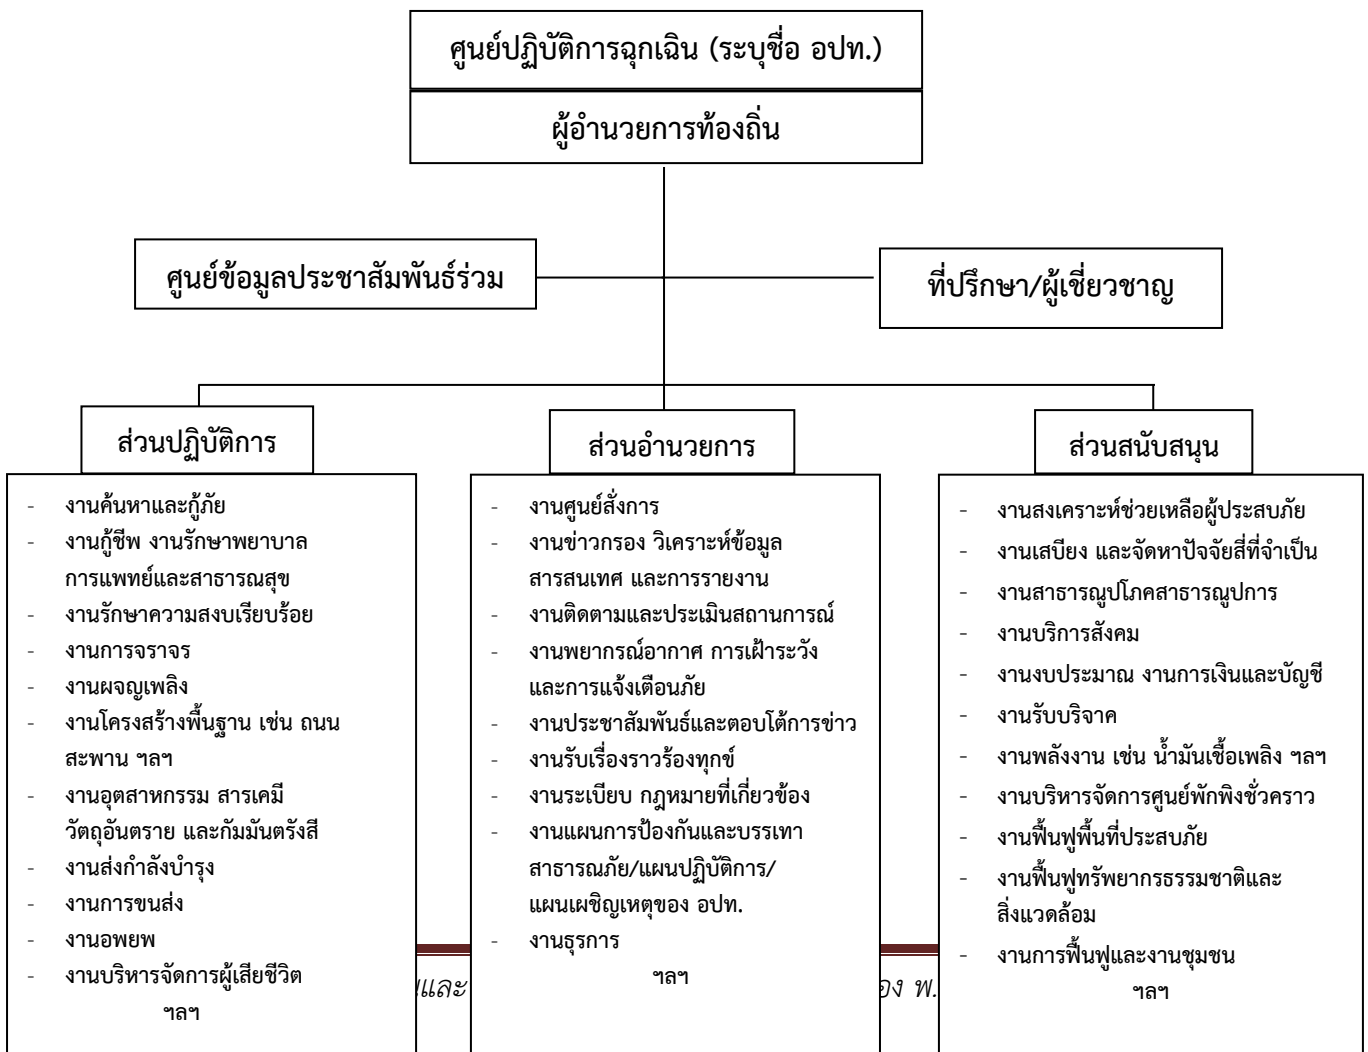 ศูนย์ปฏิบัติการฉุกเฉิน (ระบุชื่อ อปท.)
ผู้อำนวยการท้องถิ่น
ศูนย์ข้อมูลประชาสัมพันธ์ร่วม
ที่ปรึกษา/ผู้เชี่ยวชาญ
ส่วนปฏิบัติการ
- งานค้นหาและกู้ภัย
- งานกู้ชีพ งานรักษาพยาบาล
การแพทย์และสาธารณสุข
- งานรักษาความสงบเรียบร้อย
- งานการจราจร
- งานผจญเพลิง
- งานโครงสร้างพื้นฐาน เช่น ถนน
สะพาน ฯลฯ
- งานอุตสาหกรรม สารเคมี
วัตถุอันตราย และกัมมันตรังสี
- งานส่งกำลังบำรุง
- งานการขนส่ง
- งานอพยพ
- งานบริหารจัดการผู้เสียชีวิต
ฯลฯ
ส่วนอำนวยการ
- งานศูนย์สั่งการ
- งานข่าวกรอง วิเคราะห์ข้อมูล
สารสนเทศ และการรายงาน
- งานติดตามและประเมินสถานการณ์
- งานพยากรณ์อากาศ การเฝ้าระวัง
และการแจ้งเตือนภัย
- งานประชาสัมพันธ์และตอบโต้การข่าว
- งานรับเรื่องราวร้องทุกข์
- งานระเบียบ กฎหมายที่เกี่ยวข้อง
- งานแผนการป้องกันและบรรเทา
สาธารณภัย/แผนปฏิบัติการ/
แผนเผชิญเหตุของ อปท.
- งานธุรการ
ฯลฯ
ส่วนสนับสนุน
- งานสงเคราะห์ช่วยเหลือผู้ประสบภัย
- งานเสบียง และจัดหาปัจจัยสี่ที่จำเป็น
- งานสาธารณูปโภคสาธารณูปการ
- งานบริการสังคม
- งานงบประมาณ งานการเงินและบัญชี
- งานรับบริจาค
- งานพลังงาน เช่น น้ำมันเชื้อเพลิง ฯลฯ
- งานบริหารจัดการศูนย์พักพิงชั่วคราว
- งานฟื้นฟูพื้นที่ประสบภัย
- งานฟื้นฟูทรัพยากรธรรมชาติและ
สิ่งแวดล้อม
- งานการฟื้นฟูและงานชุมชน
ฯลฯ
และ
พ.